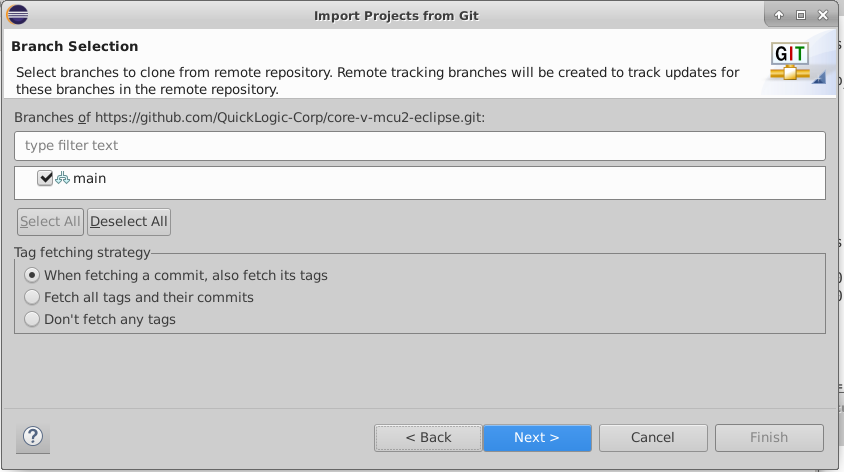 Import Projects from Git
Branch Selection
GIT
Select branches to clone from remote repository. Remote tracking branches will be created to track updates for
these branches in the remote repository.
Branches of https://github.com/QuickLogic-Corp/core-v-mcu2-eclipse.git:
type filter text
main
Select All Deselect All
Tag fetching strategy
When fetching a commit, also fetch its tags
Fetch all tags and their commits
Don't fetch any tags
? < Back Next > Cancel Finish